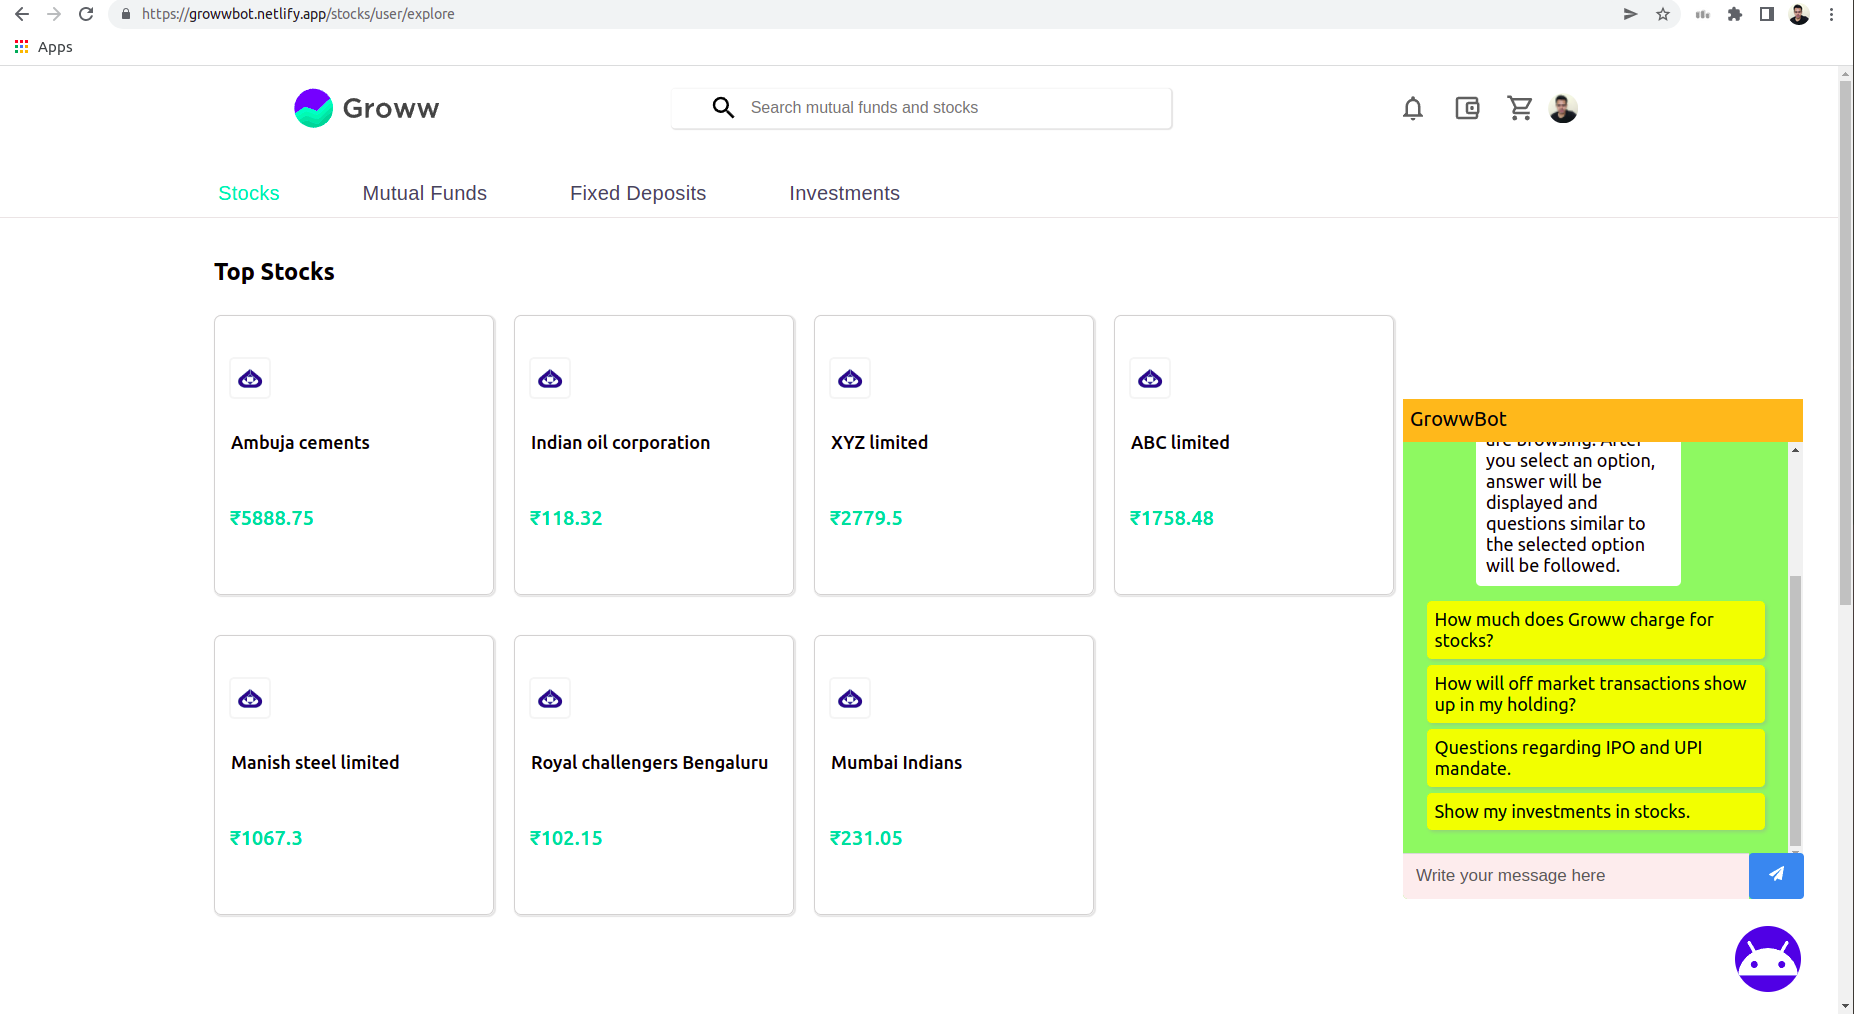 https://growwbot.netlify.app/stocks/user/explore
Apps
Groww
Search mutual funds and stocks
Stocks
Mutual Funds
Fixed Deposits
Investments
Top Stocks
Ambuja cements
₹5888.75
Indian oil corporation
₹118.32
XYZ limited
₹2779.5
ABC limited
₹1758.48
Manish steel limited
₹1067.3
Royal challengers Bengaluru
₹102.15
Mumbai Indians
₹231.05
GrowwBot
are browsing. After
you select an option,
answer will be
displayed and
questions similar to
the selected option
will be followed.
How much does Groww charge for
stocks?
How will off market transactions show
up in my holding?
Questions regarding IPO and UPI
mandate.
Show my investments in stocks.
Write your message here